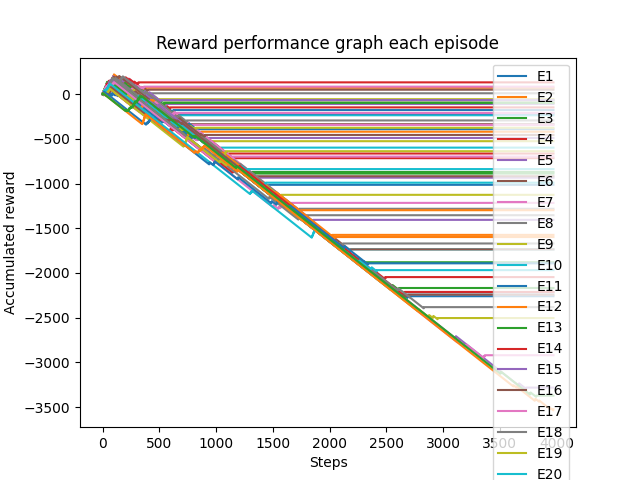 Reward performance graph each episode
Accumulated reward
0
−500
−1000
−1500
−2000
−2500
−3000
−3500
0 500 1000 1500 2000 2500 3000 3500 4000
Steps
E1
E2
E3
E4
E5
E6
E7
E8
E9
E10
E11
E12
E13
E14
E15
E16
E17
E18
E19
E20